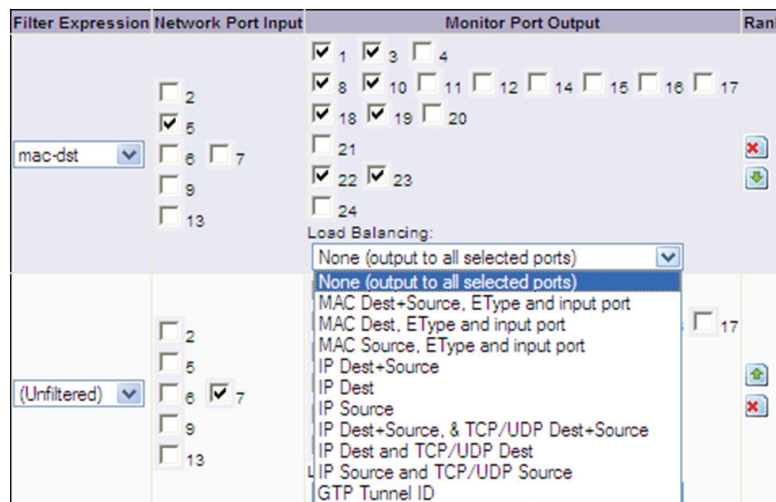 Filter Expression Network Port Input Monitor Port Output Ran
1 3 4
2 8 10 11 12 14 15 16 17
5 18 19 20
mac-dst 6 7 21
9 22 23
13 24
Load Balancing:
None (output to all selected ports)
None (output to all selected ports)
MAC Dest+Source, EType and input port
2 MAC Dest, EType and input port 17
MAC Source, EType and input port
5 IP Dest+Source
(Unfiltered) 6 7 IP Dest
IP Source
9 IP Dest+Source, & TCP/UDP Dest+Source
13 IP Dest and TCP/UDP Dest
IP Source and TCP/UDP Source
GTP Tunnel ID